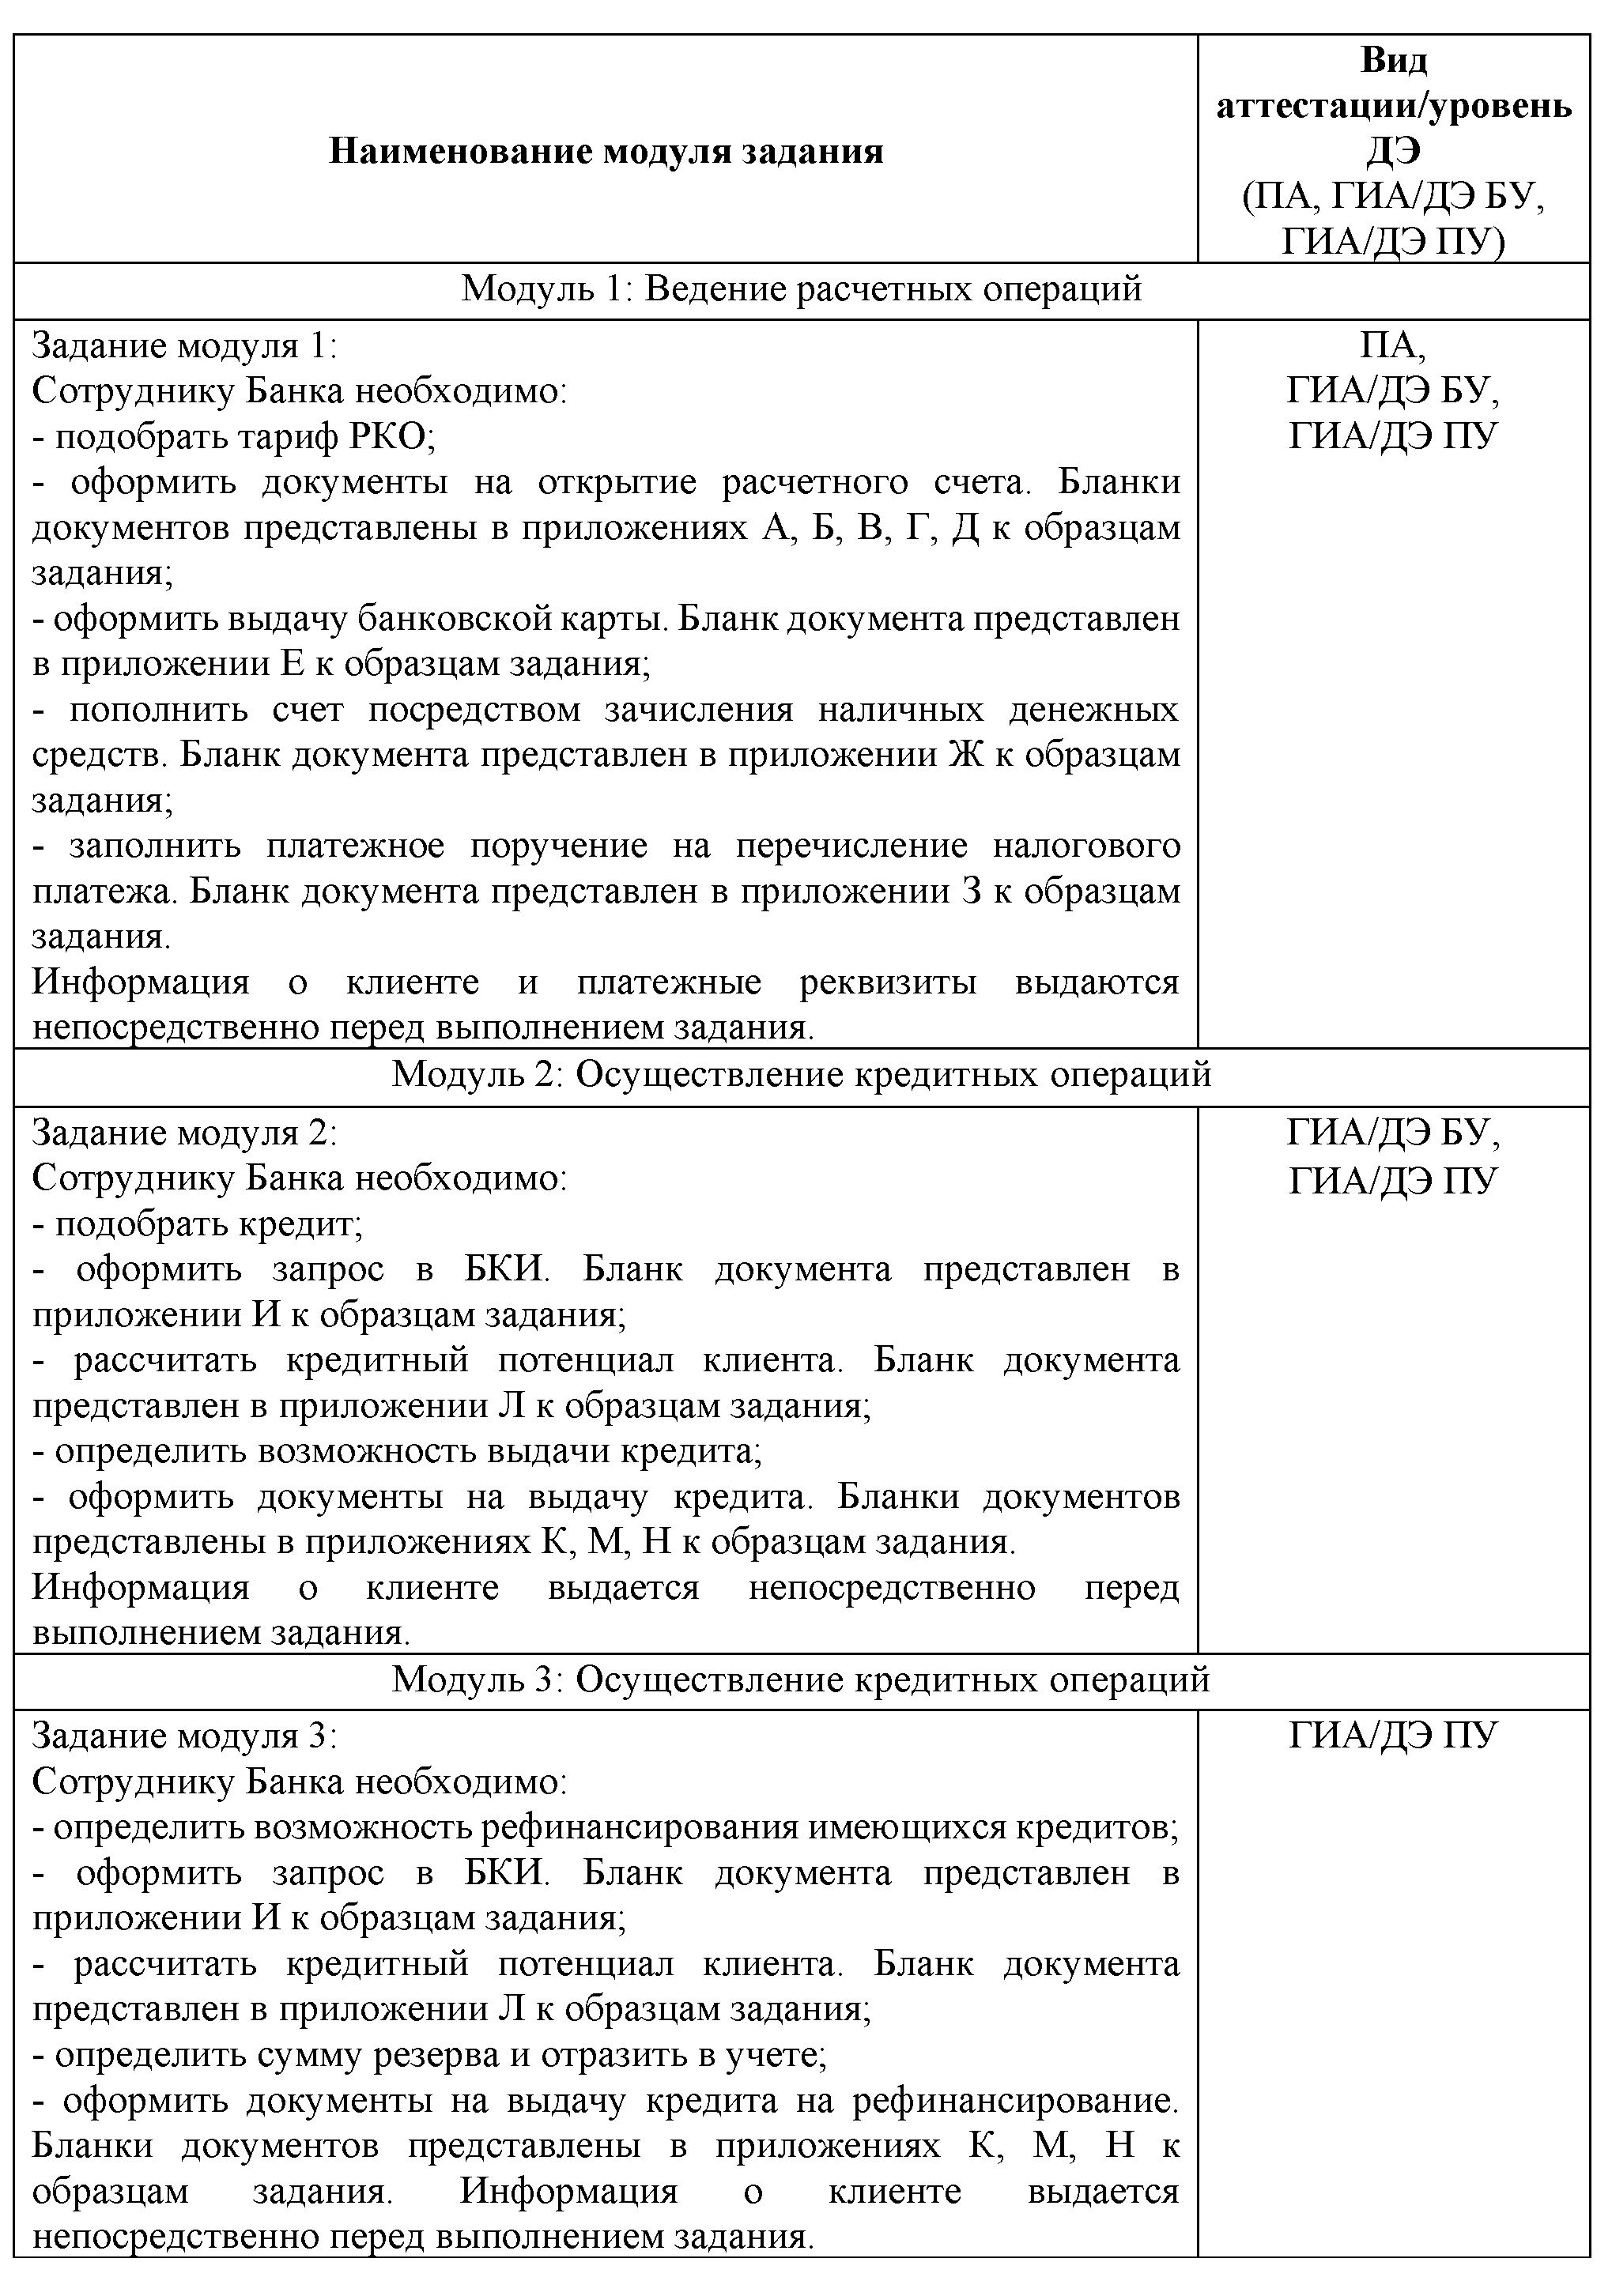 Наименование модуля задания
Вид
аттестации/уровень
ДЭ
(ПА, ГИА/ДЭ БУ,
ГИА/ДЭ ПУ)
Модуль 1: Ведение расчетных операций
Задание модуля 1:
Сотруднику Банка необходимо:
- подобрать тариф РКО;
- оформить документы на открытие расчетного счета. Бланки
документов представлены в приложениях А, Б, В, Г, Д к образцам
задания;
- оформить выдачу банковской карты. Бланк документа представлен
в приложении Е к образцам задания;
- пополнить счет посредством зачисления наличных денежных
средств. Бланк документа представлен в приложении Ж к образцам
задания;
- заполнить платежное поручение на перечисление налогового
платежа. Бланк документа представлен в приложении З к образцам
задания.
Информация о клиенте и платежные реквизиты выдаются
непосредственно перед выполнением задания.
ПА,
ГИА/ДЭ БУ,
ГИА/ДЭ ПУ
Модуль 2: Осуществление кредитных операций
Задание модуля 2:
Сотруднику Банка необходимо:
- подобрать кредит;
- оформить запрос в БКИ. Бланк документа представлен в
приложении И к образцам задания;
- рассчитать кредитный потенциал клиента. Бланк документа
представлен в приложении Л к образцам задания;
- определить возможность выдачи кредита;
- оформить документы на выдачу кредита. Бланки документов
представлены в приложениях К, М, Н к образцам задания.
Информация о клиенте выдается непосредственно перед
выполнением задания.
ГИА/ДЭ БУ,
ГИА/ДЭ ПУ
Модуль 3: Осуществление кредитных операций
Задание модуля 3:
Сотруднику Банка необходимо:
- определить возможность рефинансирования имеющихся кредитов;
- оформить запрос в БКИ. Бланк документа представлен в
приложении И к образцам задания;
- рассчитать кредитный потенциал клиента. Бланк документа
представлен в приложении Л к образцам задания;
- определить сумму резерва и отразить в учете;
- оформить документы на выдачу кредита на рефинансирование.
Бланки документов представлены в приложениях К, М, Н к
образцам задания. Информация о клиенте выдается
непосредственно перед выполнением задания.
ГИА/ДЭ ПУ